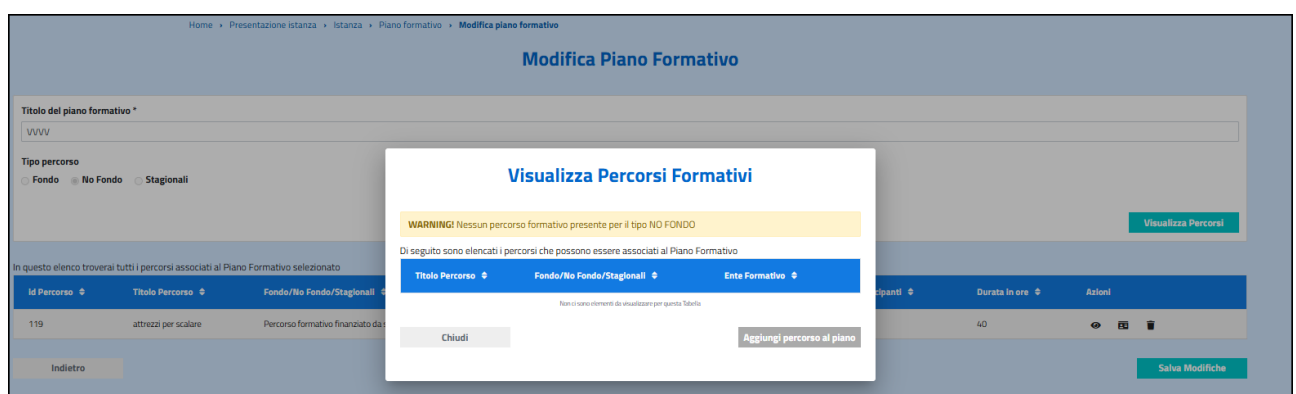 Home › Presentazione istanza › Istanza › Piano formativo › Modifica piano formativo
Modifica Piano Formativo
Titolo del piano formativo *
VVVV
Tipo percorso
Fondo No Fondo Stagionali
Visualizza Percorsi
In questo elenco troverai tutti i percorsi associati al Piano Formativo selezionato
Id Percorso Titolo Percorso Fondo/No Fondo/Stagionali Durata in ore Azioni
119 attrezzi per scalare Percorso formativo finanziato da 40
Indietro
Salva Modifiche
Visualizza Percorsi Formativi
WARNING! Nessun percorso formativo presente per il tipo NO FONDO
Di seguito sono elencati i percorsi che possono essere associati al Piano Formativo
Titolo Percorso Fondo/No Fondo/Stagionali Ente Formativo
Non ci sono elementi da visualizzare per questa Tabella
Chiudi
Aggiungi percorso al piano